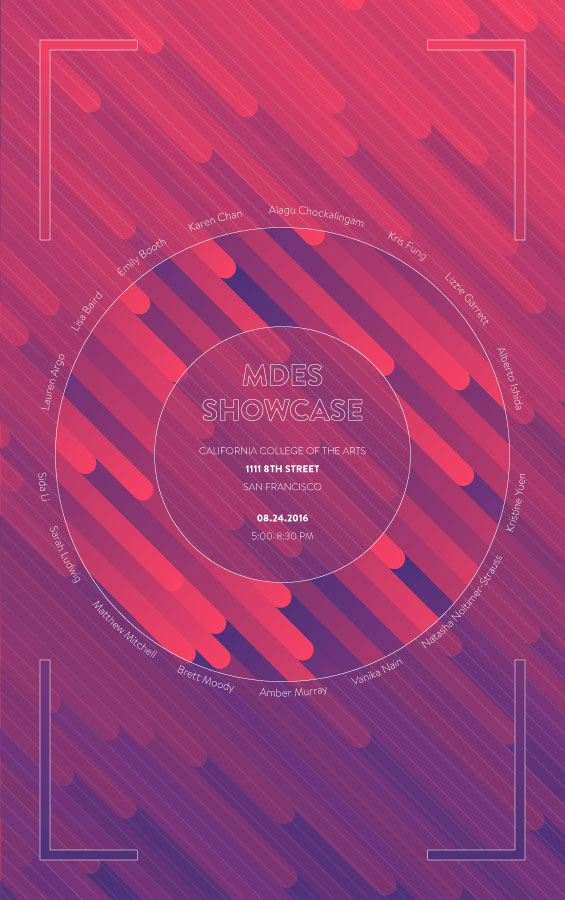 MDES
SHOWCASE
CALIFORNIA COLLEGE OF THE ARTS
1111 8TH STREET
SAN FRANCISCO
08.24.2016
5:00-8:30 PM
Alagu Chockalingam
Kris Fung
Lizzie Garrett
Alberto Ishida
Kristine Yuen
Natasha Noltimer Strauss
Vanika Nain
Amber Murray
Brett Moody
Matthew Mitchell
Sarah Ludwig
Sida Li
Lauren Argo
Lisa Baird
Emily Booth
Karen Chan